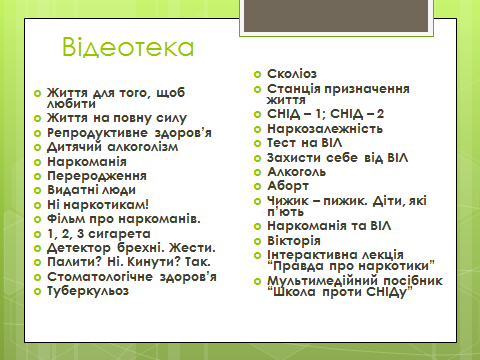 Відеотека
Життя для того, щоб
любити
Життя на повну силу
Репродуктивне здоров’я
Дитячий алкоголізм
Наркоманія
Переродження
Видатні люди
Ні наркотикам!
Фільм про наркоманів.
1, 2, 3 сигарета
Детектор брехні. Жести.
Палити? Ні. Кинути? Так.
Стоматологічне здоров’я
Туберкульоз
Сколіоз
Станція призначення
життя
СНІД – 1; СНІД – 2
Наркозалежність
Тест на ВІЛ
Захисти себе від ВІЛ
Алкоголь
Аборт
Чижик – пижик. Діти, які
п’ють
Наркоманія та ВІЛ
Вікторія
Інтерактивна лекція
“Правда про наркотики”
Мультимедійний посібник
“Школа проти СНІДу”